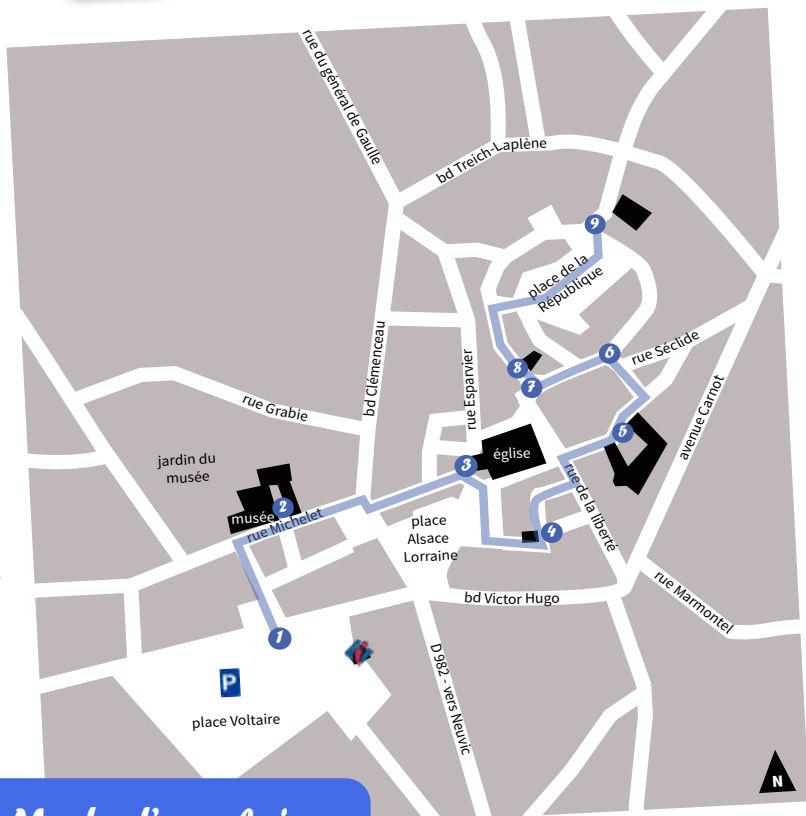 rue du général de Gaulle
bd Treich-Laplène
9
place de la
République
bd Clémenceau
rue Esparvier
8
7
6
rue Séclide
avenue Carnot
rue Grabie
jardin du
musée
église
5
3
musée
2
rue Michelet
place
Alsace
Lorraine
4
rue de la liberté
bd Victor Hugo
rue Marmontel
1
P
place Voltaire
D 982 - vers Neuvic
N